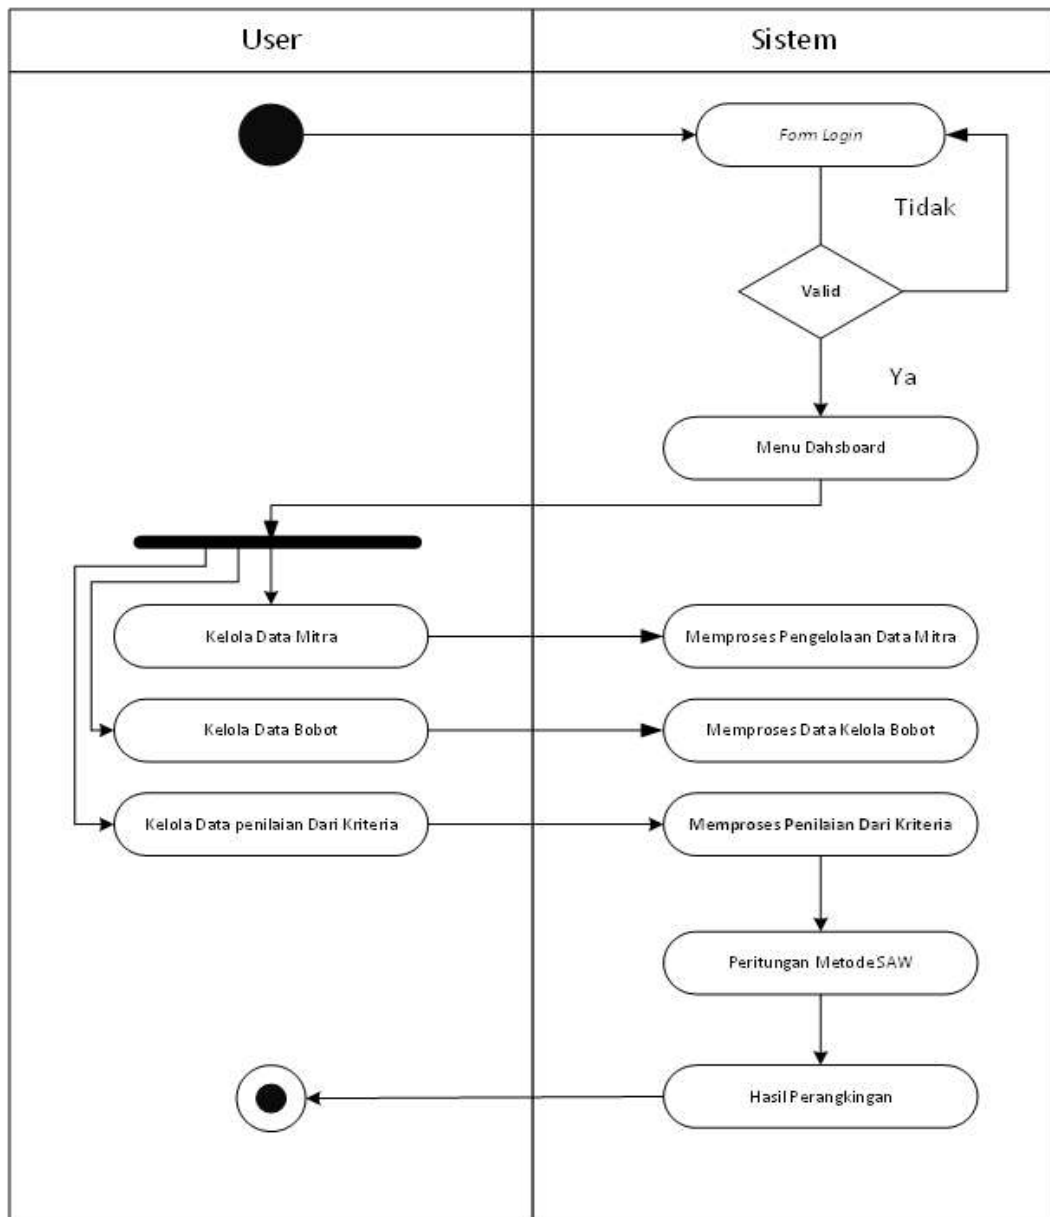 User
Sistem
Form Login
Tidak
Valid
Ya
Menu Dahsboard
Kelola Data Mitra
Memproses Pengelolaan Data Mitra
Kelola Data Bobot
Memproses Data Kelola Bobot
Kelola Data penilaian Dari Kriteria
Memproses Penilaian Dari Kriteria
Peritungan Metode SAW
Hasil Perangkingan